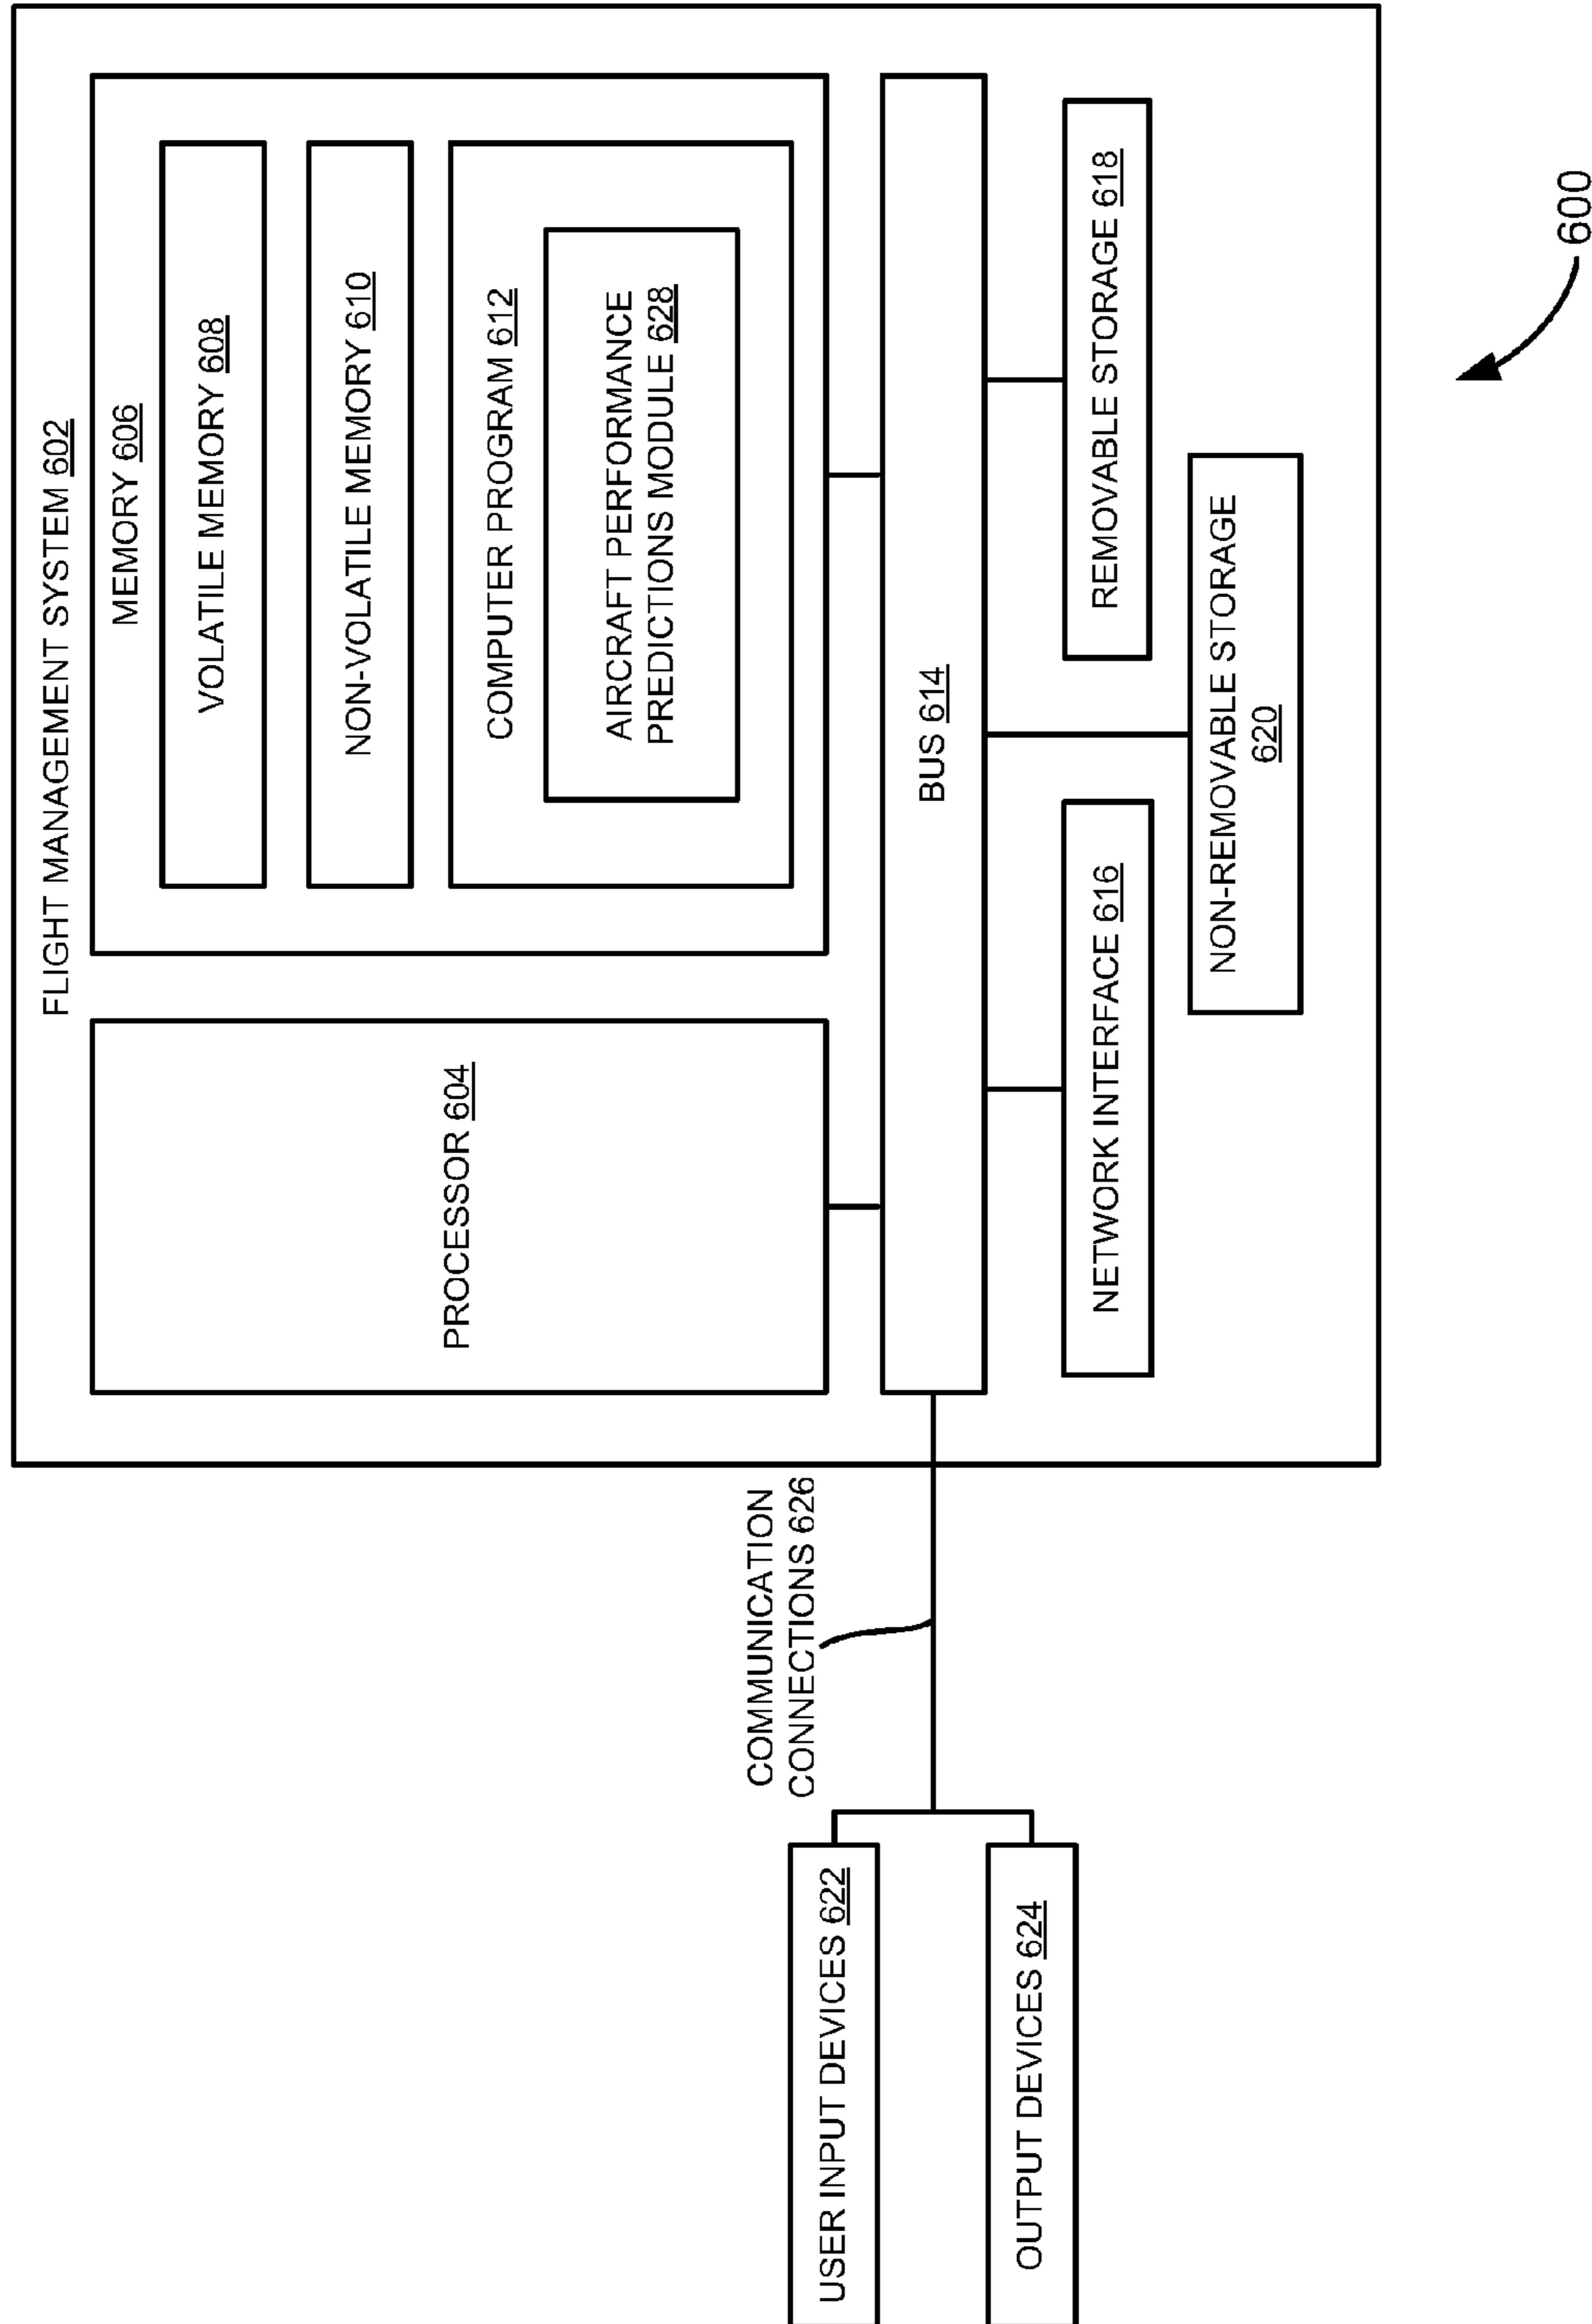 FLIGHT MANAGEMENT SYSTEM 602
PROCESSOR 604
MEMORY 606
VOLATILE MEMORY 608
NON-VOLATILE MEMORY 610
COMPUTER PROGRAM 612
AIRCRAFT PERFORMANCE
PREDICTIONS MODULE 628
COMMUNICATION
CONNECTIONS 626
USER INPUT DEVICES 622
OUTPUT DEVICES 624
BUS 614
NETWORK INTERFACE 616
REMOVABLE STORAGE 618
NON-REMOVABLE STORAGE
620
600